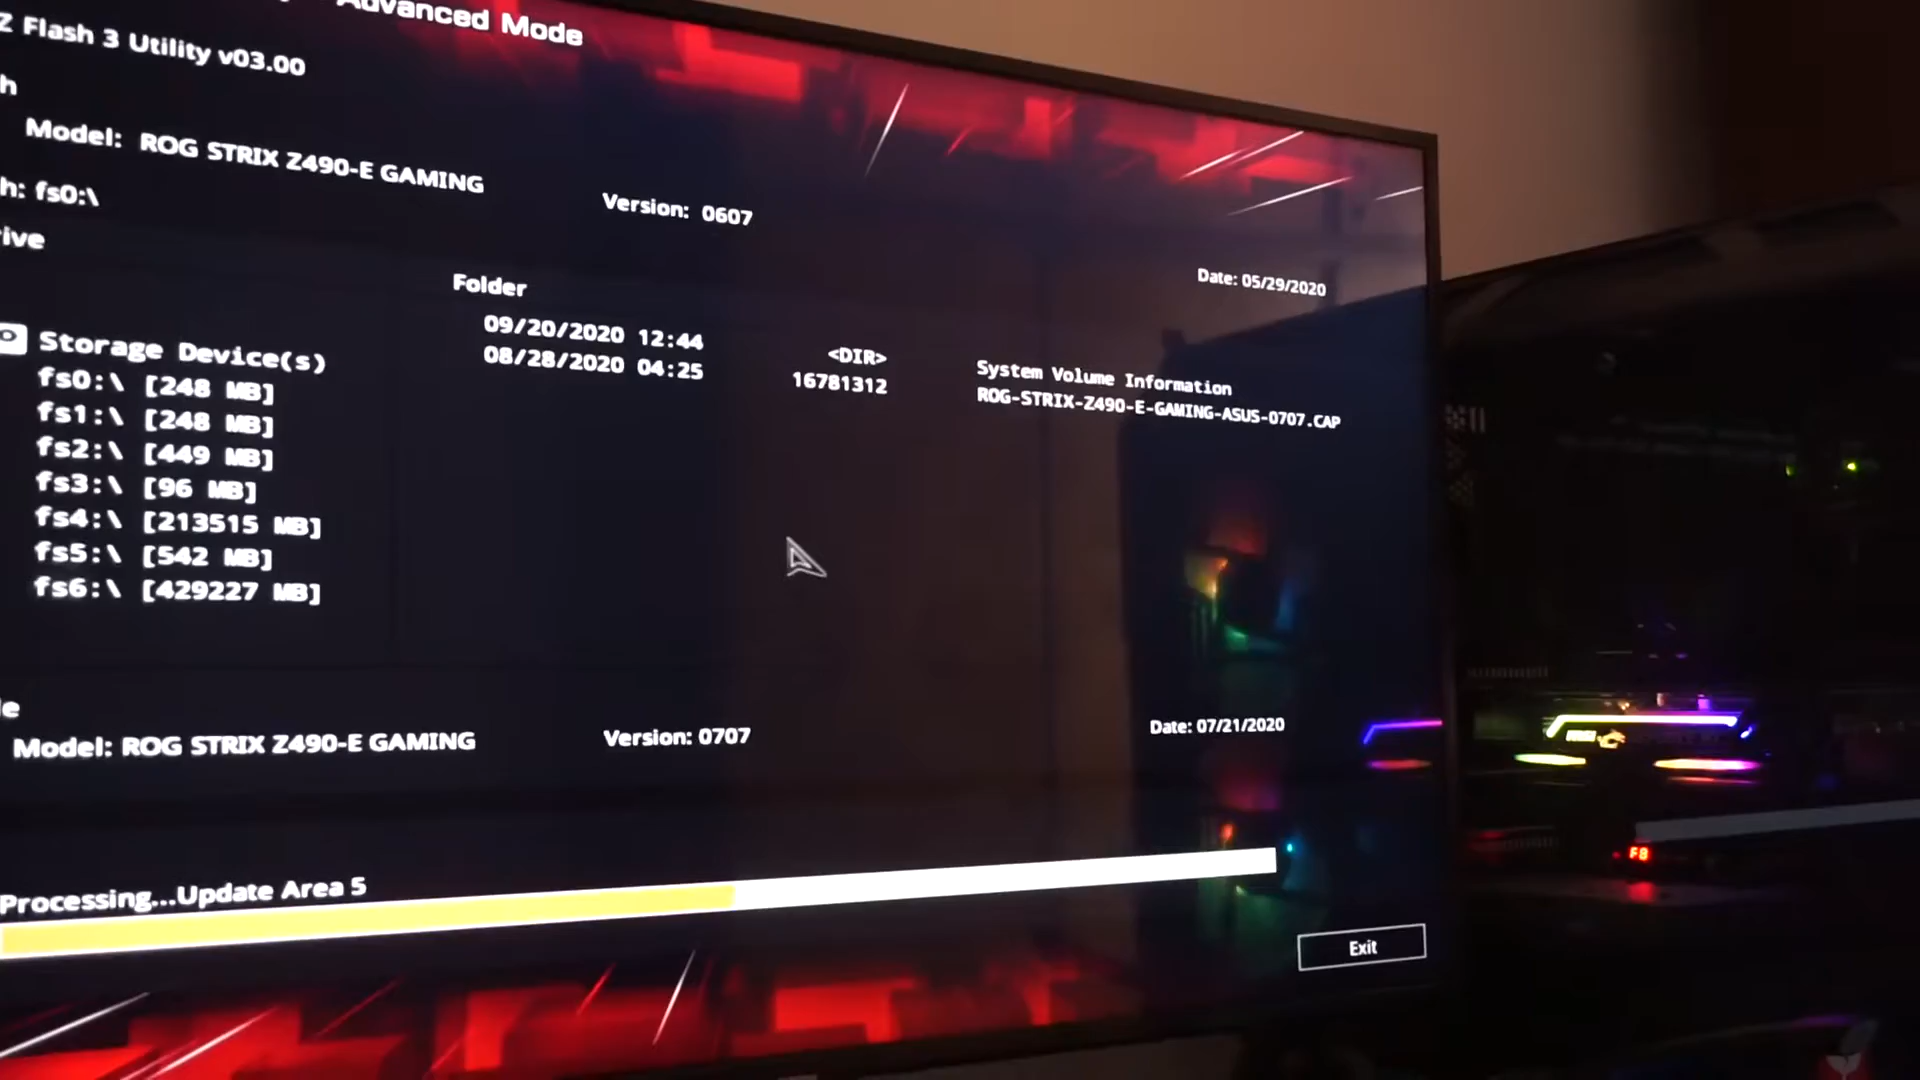 Advanced Mode
Z Flash 3 Utility v03.00
h
Model: ROG STRIX Z490-E GAMING
Version: 0607
Date: 05/29/2020
h: fs0:\
rive
Folder
Storage Device(s)
fs0:\ [248 MB]
fs1:\ [248 MB]
fs2:\ [449 MB]
fs3:\ [96 MB]
fs4:\ [213515 MB]
fs5:\ [542 MB]
fs6:\ [429227 MB]
09/20/2020 12:44 <DIR> System Volume Information
08/28/2020 04:25 16781312 ROG-STRIX-Z490-E-GAMING-ASUS-0707.CAP
le
Model: ROG STRIX Z490-E GAMING
Version: 0707
Date: 07/21/2020
Processing...Update Area 5
Exit
msi
F8